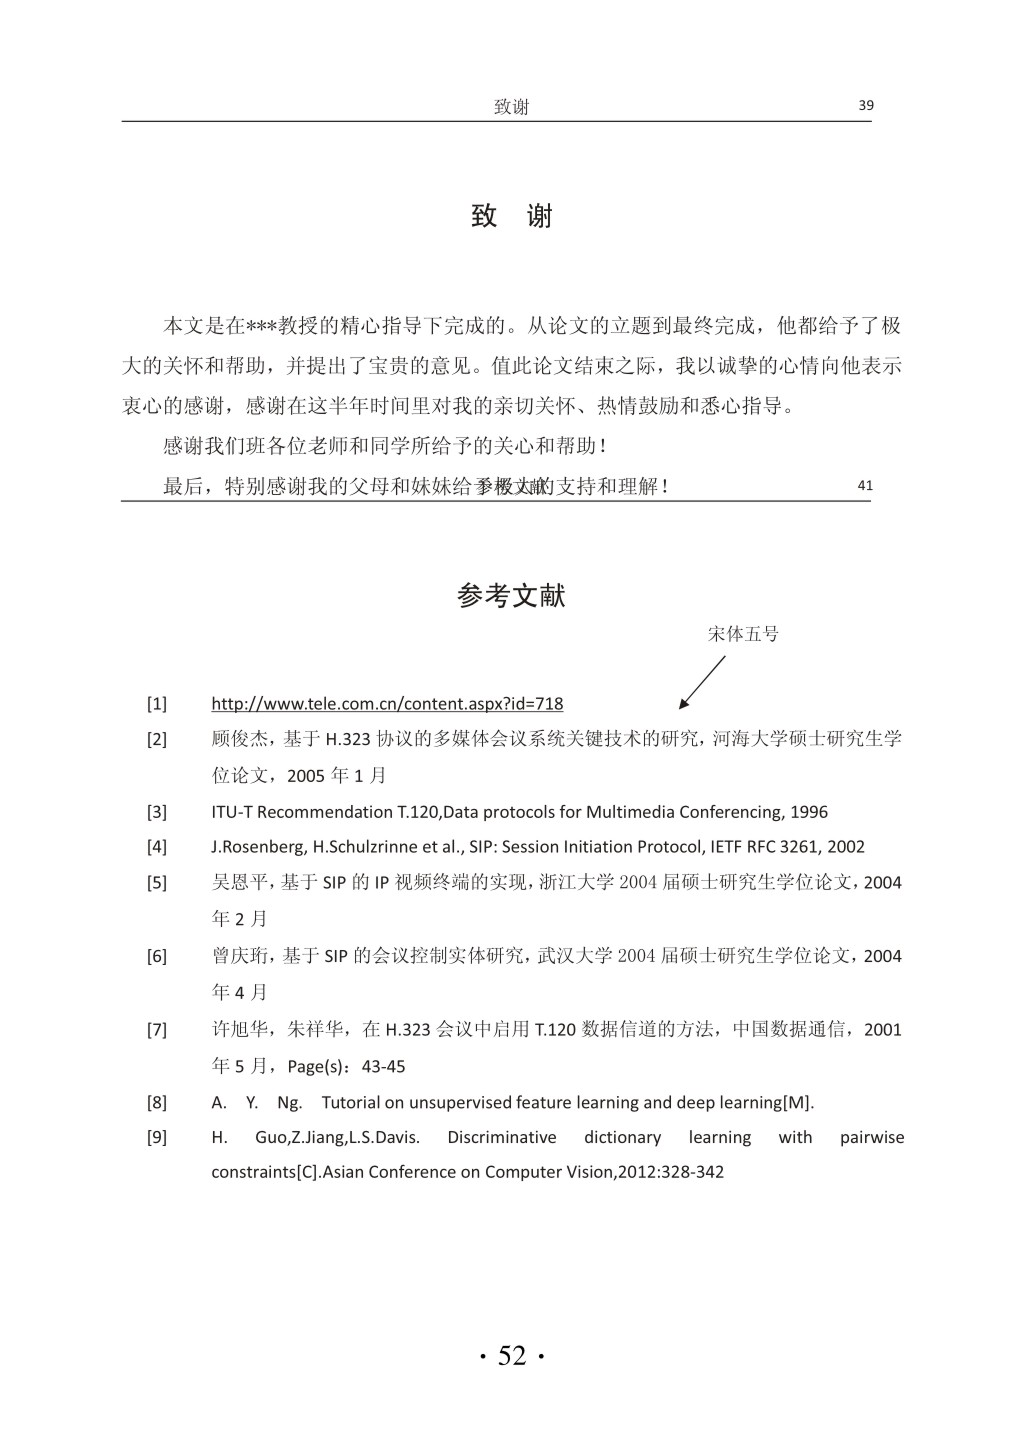 致谢 39
致 谢
本文是在***教授的精心指导下完成的。从论文的立题到最终完成，他都给予了极
大的关怀和帮助，并提出了宝贵的意见。值此论文结束之际，我以诚挚的心情向他表示
衷心的感谢，感谢在这半年时间里对我的亲切关怀、热情鼓励和悉心指导。
感谢我们班各位老师和同学所给予的关心和帮助！
最后，特别感谢我的父母和妹妹给予极大的支持和理解！
参考文献 41
参考文献
宋体五号
[1] http://www.tele.com.cn/content.aspx?id=718
[2] 顾俊杰，基于 H.323 协议的多媒体会议系统关键技术的研究，河海大学硕士研究生学
位论文，2005 年 1 月
[3] ITU-T Recommendation T.120,Data protocols for Multimedia Conferencing, 1996
[4] J.Rosenberg, H.Schulzrinne et al., SIP: Session Initiation Protocol, IETF RFC 3261, 2002
[5] 吴恩平，基于 SIP 的 IP 视频终端的实现，浙江大学 2004 届硕士研究生学位论文，2004
年 2 月
[6] 曾庆珩，基于 SIP 的会议控制实体研究，武汉大学 2004 届硕士研究生学位论文，2004
年 4 月
[7] 许旭华，朱祥华，在 H.323 会议中启用 T.120 数据信道的方法，中国数据通信，2001
年 5 月，Page(s)：43-45
[8] A. Y. Ng. Tutorial on unsupervised feature learning and deep learning[M].
[9] H. Guo,Z.Jiang,L.S.Davis. Discriminative dictionary learning with pairwise
constraints[C].Asian Conference on Computer Vision,2012:328-342
·52·